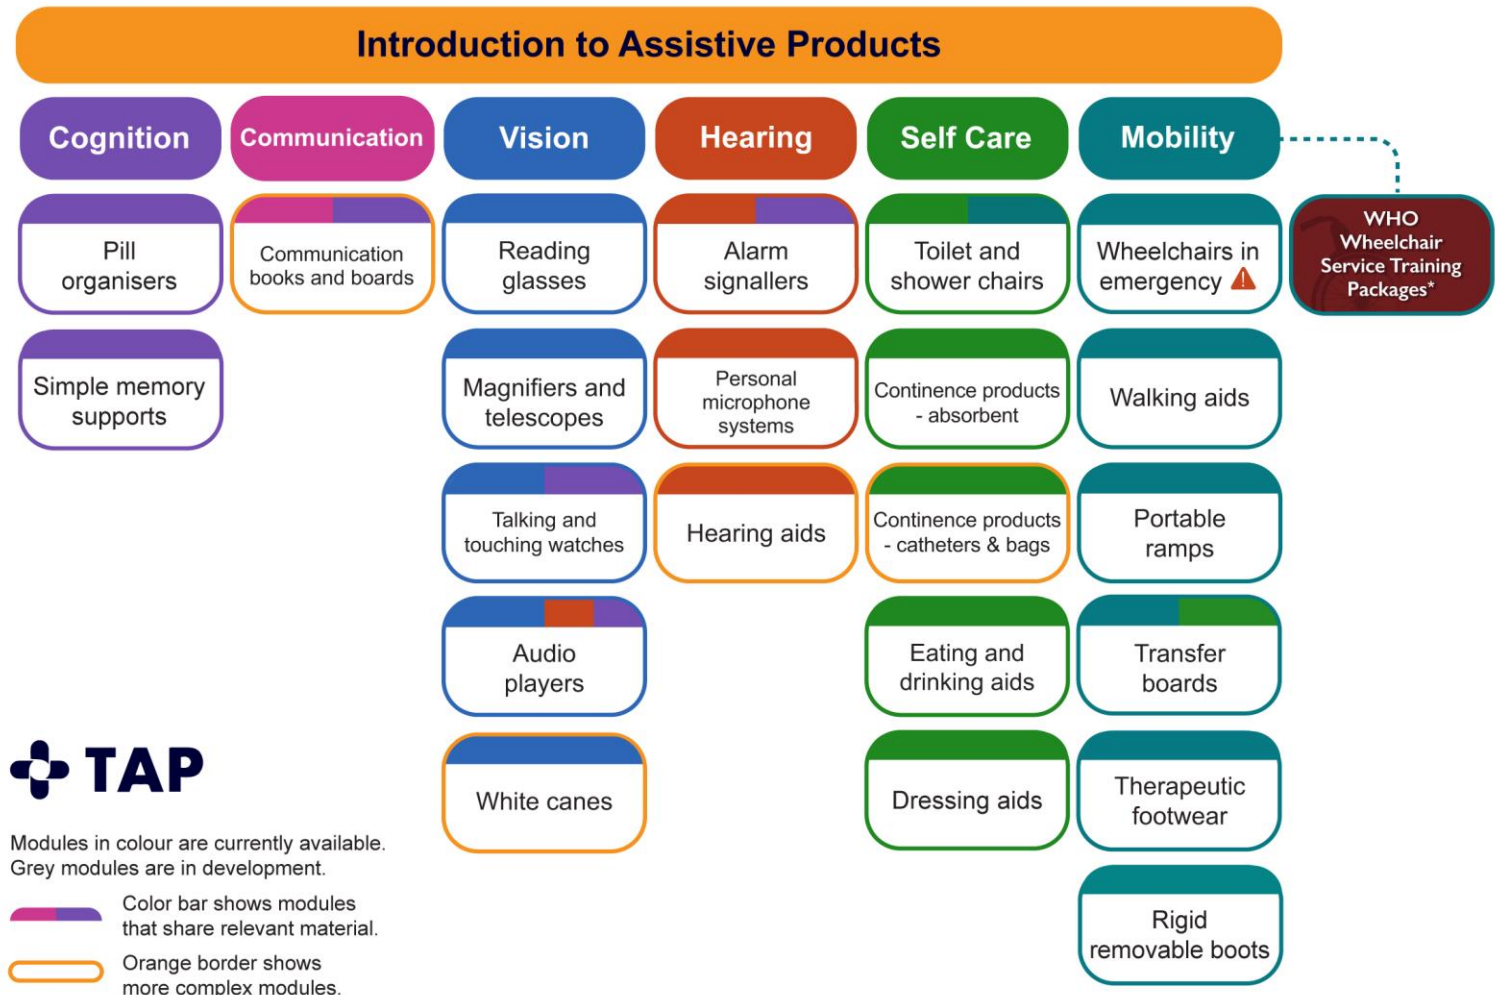 Introduction to Assistive Products
Cognition
Communication
Vision
Hearing
Self Care
Mobility
Pill
organisers
Communication
books and boards
Reading
glasses
Alarm
signallers
Toilet and
shower chairs
Wheelchairs in
emergency
WHO
Wheelchair
Service Training
Packages*
Simple memory
supports
Magnifiers and
telescopes
Personal
microphone
systems
Continence products
- absorbent
Walking aids
Talking and
touching watches
Hearing aids
Continence products
- catheters & bags
Portable
ramps
Audio
players
Eating and
drinking aids
Transfer
boards
White canes
Dressing aids
Therapeutic
footwear
Rigid
removable boots
TAP
Modules in colour are currently available.
Grey modules are in development.
Color bar shows modules
that share relevant material.
Orange border shows
more complex modules.